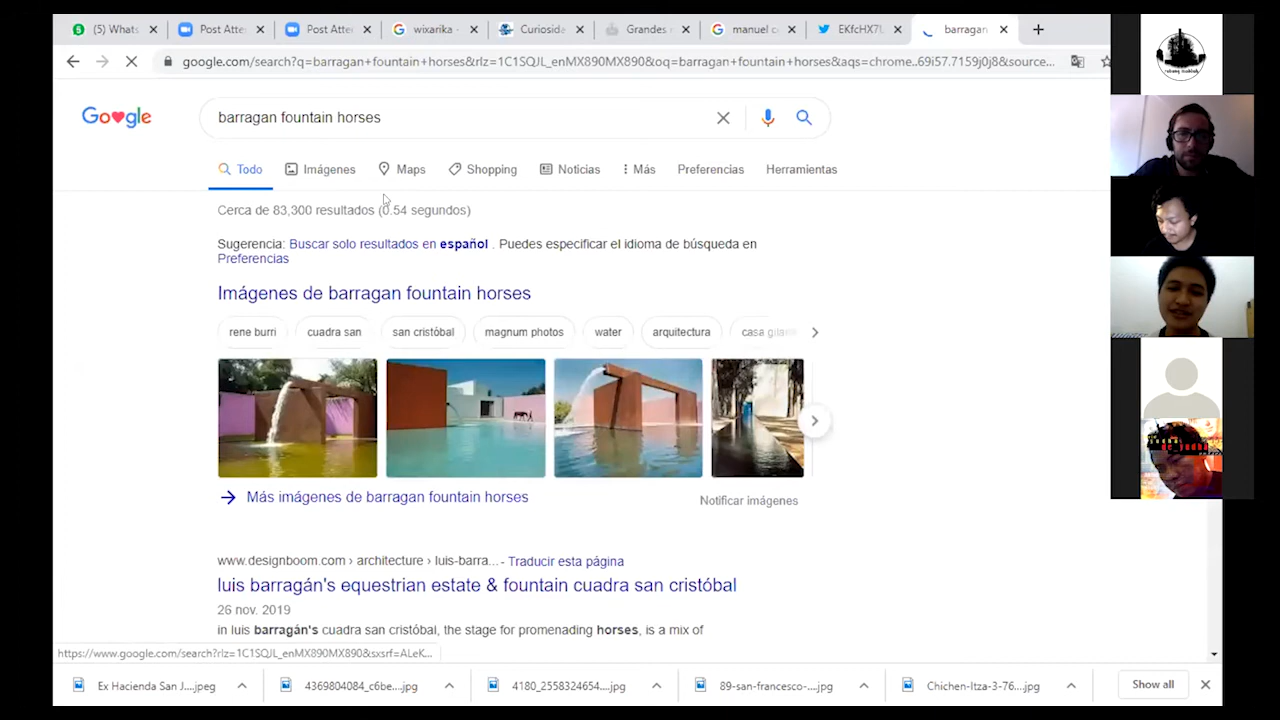 (5) Whats
Post Atte
Post Atte
wixarika -
Curioside
Grandes r
manuel c
EKfcHX7l
barragan
google.com/search?q=barragan+fountain+horses&rlz=1C1SQJL_enMX890MX890&oq=barragan+fountain+horses&aqs=chrome..69i57.7159j0j8&source...
Google
barragan fountain horses
Todo
Imágenes
Maps
Shopping
Noticias
Más
Preferencias
Herramientas
Cerca de 83,300 resultados (0.54 segundos)
Sugerencia: Buscar solo resultados en español . Puedes especificar el idioma de búsqueda en
Preferencias
Imágenes de barragan fountain horses
rene burri
cuadra san
san cristóbal
magnum photos
water
arquitectura
casa gilardi
→ Más imágenes de barragan fountain horses
Notificar imágenes
www.designboom.com › architecture › luis-barra... - Traducir esta página
luis barragán's equestrian estate & fountain cuadra san cristóbal
26 nov. 2019
in luis barragán's cuadra san cristóbal, the stage for promenading horses, is a mix of
https://www.google.com/search?rlz=1C1SQJL_enMX890MX890&sxsrf=ALeK...
Ex Hacienda San J....jpeg
4369804084_c6be....jpg
4180_2558324654....jpg
89-san-francesco-....jpg
Chichen-Itza-3-76....jpg
Show all